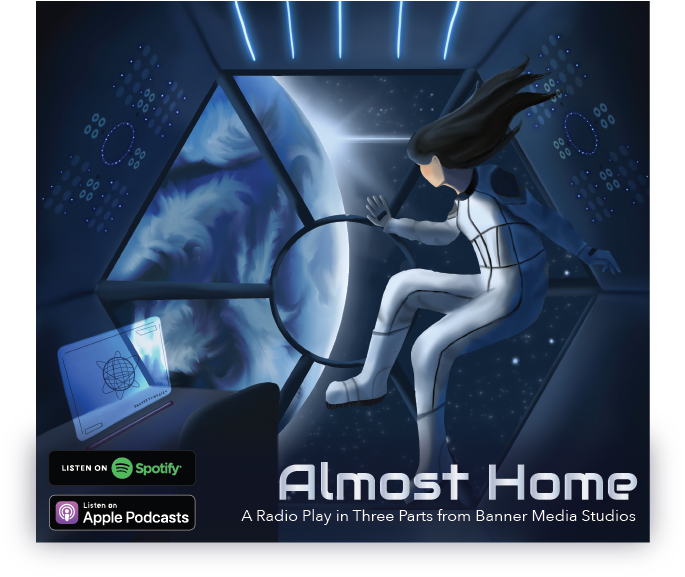 LISTEN ON Spotify
Listen on
Apple Podcasts
Almost Home
A Radio Play in Three Parts from Banner Media Studios